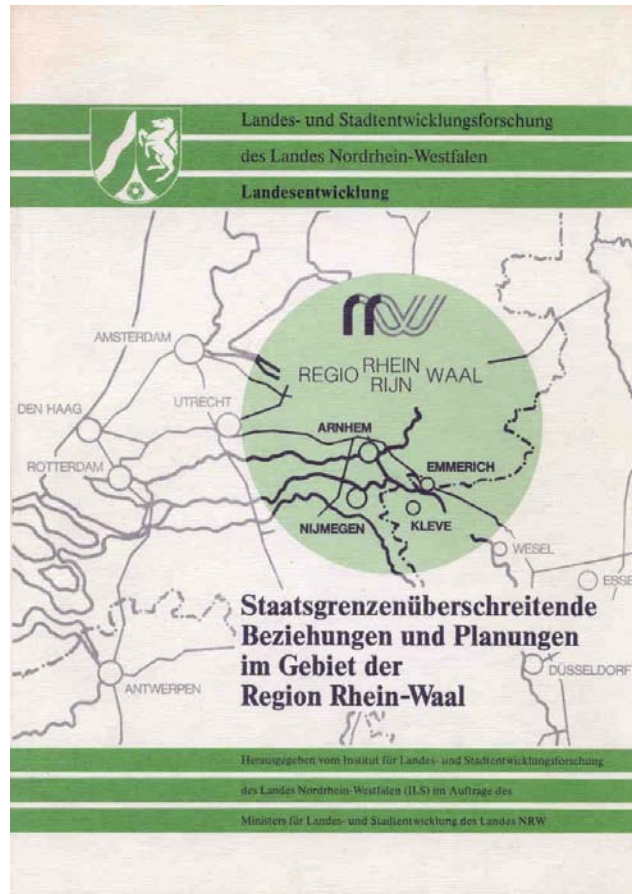 Landes- und Stadtentwicklungsforschung
des Landes Nordrhein-Westfalen
Landesentwicklung
AMSTERDAM
REGIO RHEIN RIJN WAAL
DEN HAAG
UTRECHT
ARNHEM
ROTTERDAM
EMMERICH
NIJMEGEN
KLEVE
WESEL
ESSE
Staatsgrenzenüberschreitende
Beziehungen und Planungen
im Gebiet der
Region Rhein-Waal
DÜSSELDORF
ANTWERPEN
Herausgegeben vom Institut für Landes- und Stadtentwicklungsforschung
des Landes Nordrhein-Westfalen (ILS) im Auftrage des
Ministers für Landes- und Stadtentwicklung des Landes NRW